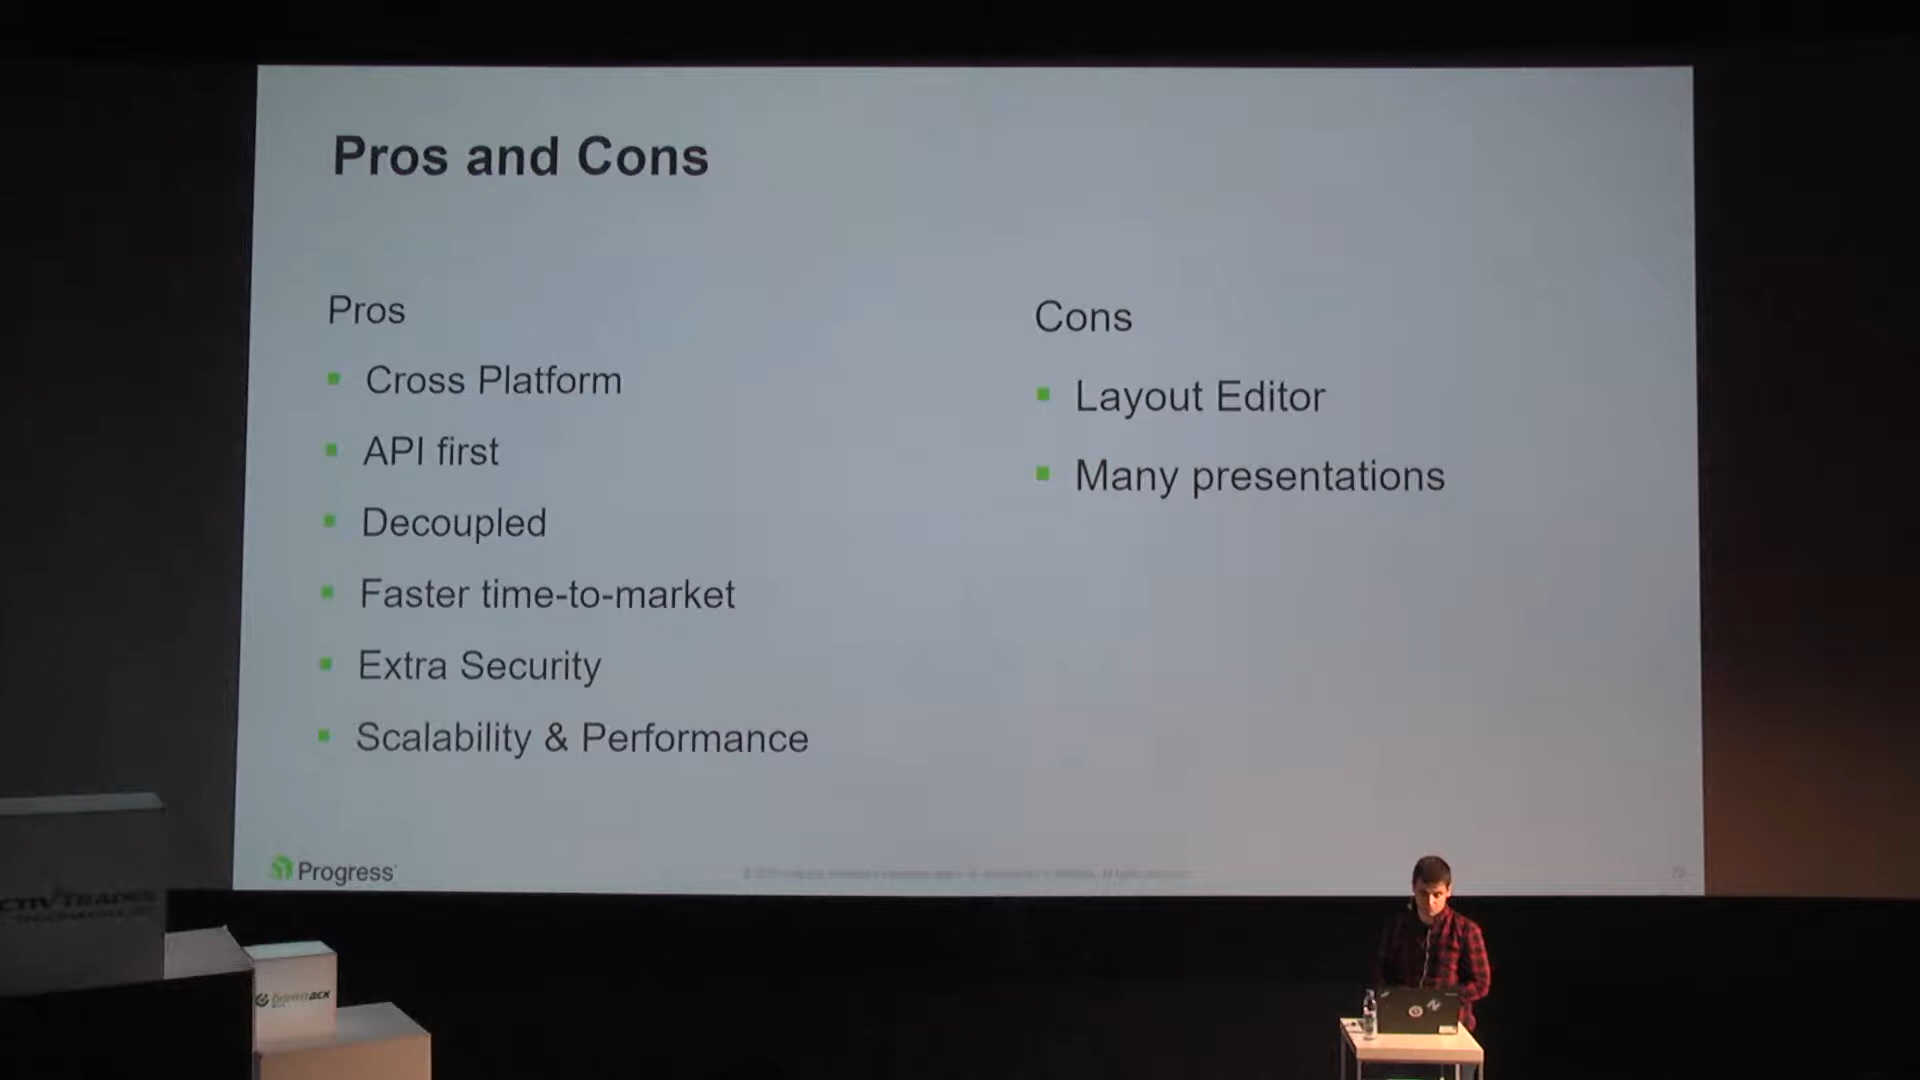 Pros and Cons
Pros
Cross Platform
API first
Decoupled
Faster time-to-market
Extra Security
Scalability & Performance
Cons
Layout Editor
Many presentations
Progress